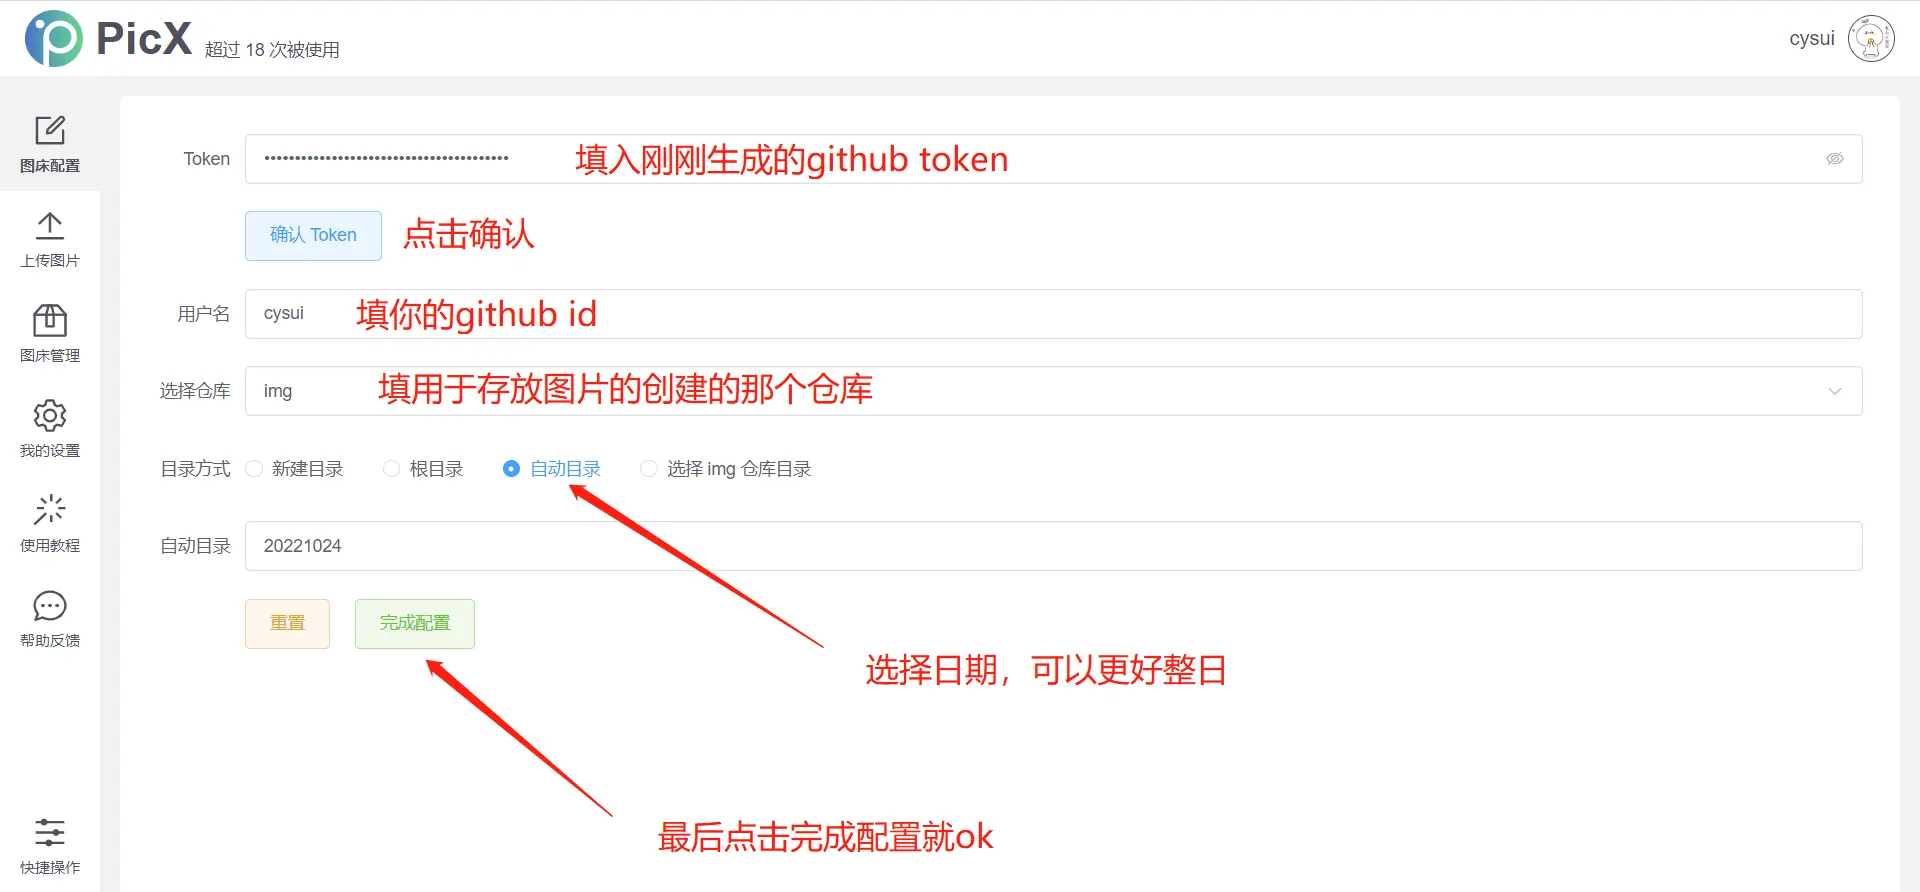 PicX 超过 18 次被使用
cysui
图床配置
上传图片
图床管理
我的设置
使用教程
帮助反馈
快捷操作
Token ••••••••••••••••••••••••••••••••••••••••
填入刚刚生成的github token
确认 Token
点击确认
用户名 cysui
填你的github id
选择仓库 img
填用于存放图片的创建的那个仓库
目录方式 新建目录 根目录 自动目录 选择 img 仓库目录
自动目录 20221024
重置 完成配置
选择日期，可以更好整日
最后点击完成配置就ok